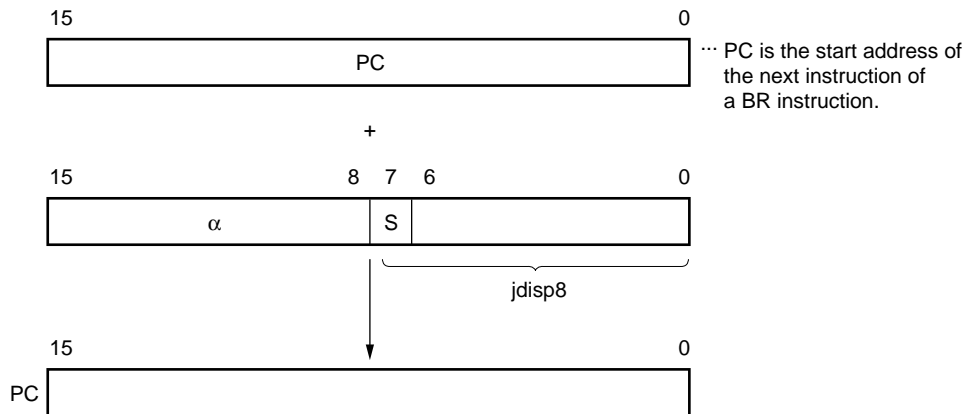 15 0
PC
... PC is the start address of
the next instruction of
a BR instruction.
+
15 8 7 6 0
α S
jdisp8
15 0
PC